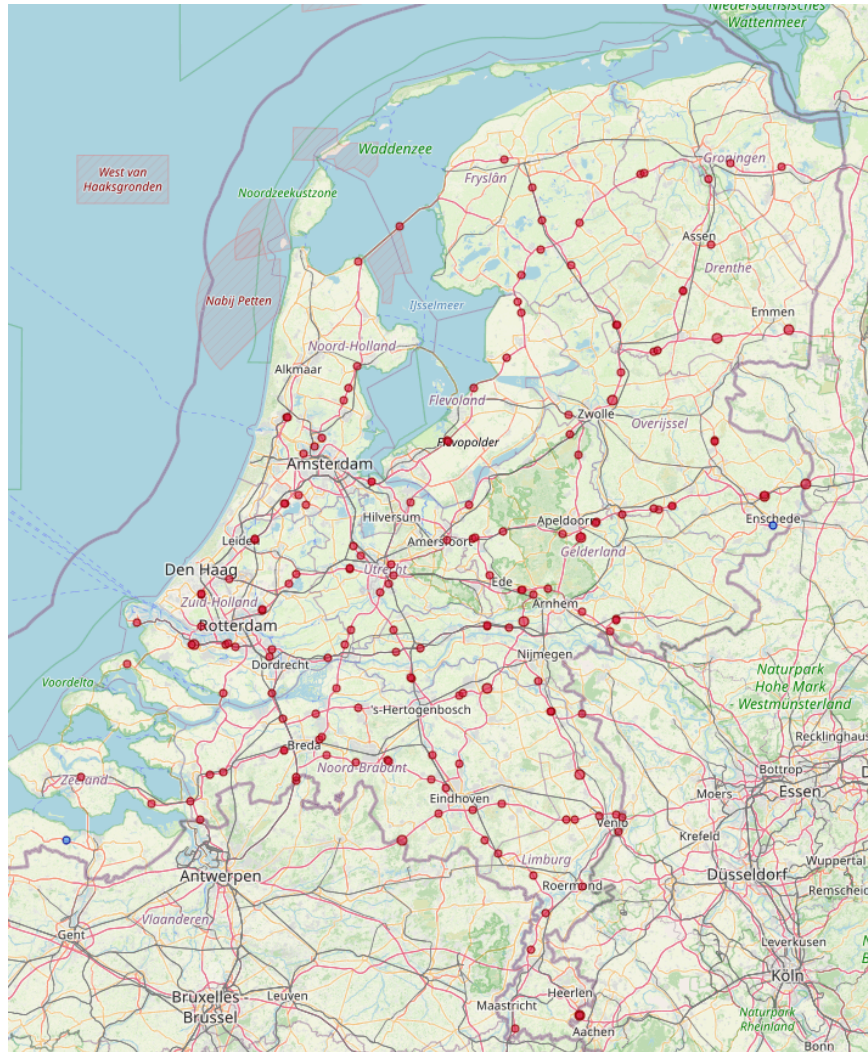 Niedersächsisches
Wattenmeer
Waddenzee
Groningen
West van
Haaksgronden
Fryslân
Noordzeekustzone
Assen
Drenthe
Nabij Petten
IJsselmeer
Emmen
Noord-Holland
Alkmaar
Flevoland
Zwolle
Overijssel
Flevopolder
Amsterdam
Hilversum
Apeldoorn
Enschede
Leiden
Amersfoort
Gelderland
Den Haag
Utrecht
Ede
Zuid-Holland
Arnhem
Rotterdam
Nijmegen
Voordelta
Dordrecht
Naturpark
Hohe Mark
- Westmünsterland
's-Hertogenbosch
Recklinghau
Breda
Noord-Brabant
Bottrop
Zeeland
Essen
Moers
Eindhoven
Venlo
Krefeld
Limburg
Wuppertal
Antwerpen
Düsseldorf
Roermond
Remscheid
Vlaanderen
Gent
Leverkusen
Heerlen
Köln
Bruxelles -
Brussel
Leuven
Maastricht
Aachen
Naturpark
Rheinland
Bonn